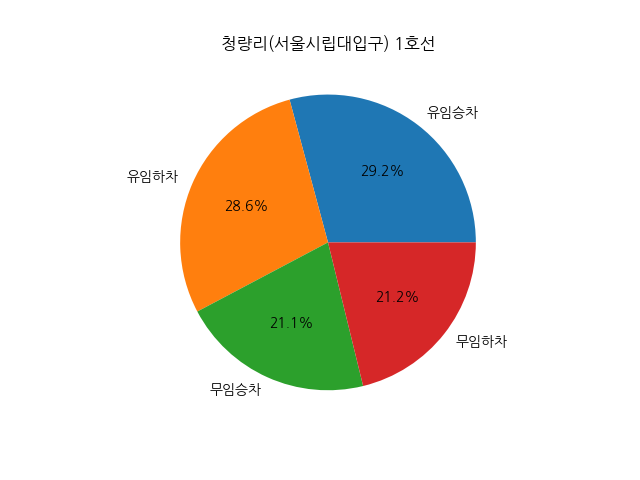 청량리(서울시립대입구) 1호선
유임승차
29.2%
유임하차
28.6%
21.1%
무임승차
21.2%
무임하차